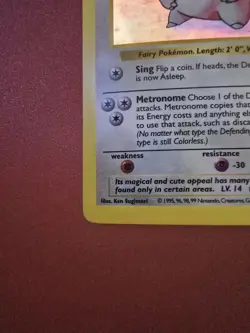 Fairy Pokémon. Length: 2' 0", W
Sing Flip a coin. If heads, the De
is now Asleep.
Metronome Choose 1 of the D
attacks. Metronome copies that
its Energy costs and anything els
to use that attack, such as disca
(No matter what type the Defending
type is still Colorless.)
weakness
resistance
-30
Its magical and cute appeal has many
found only in certain areas. LV. 14
Illus. Ken Sugimori
© 1995, 96, 98, 99 Nintendo, Creatures, G